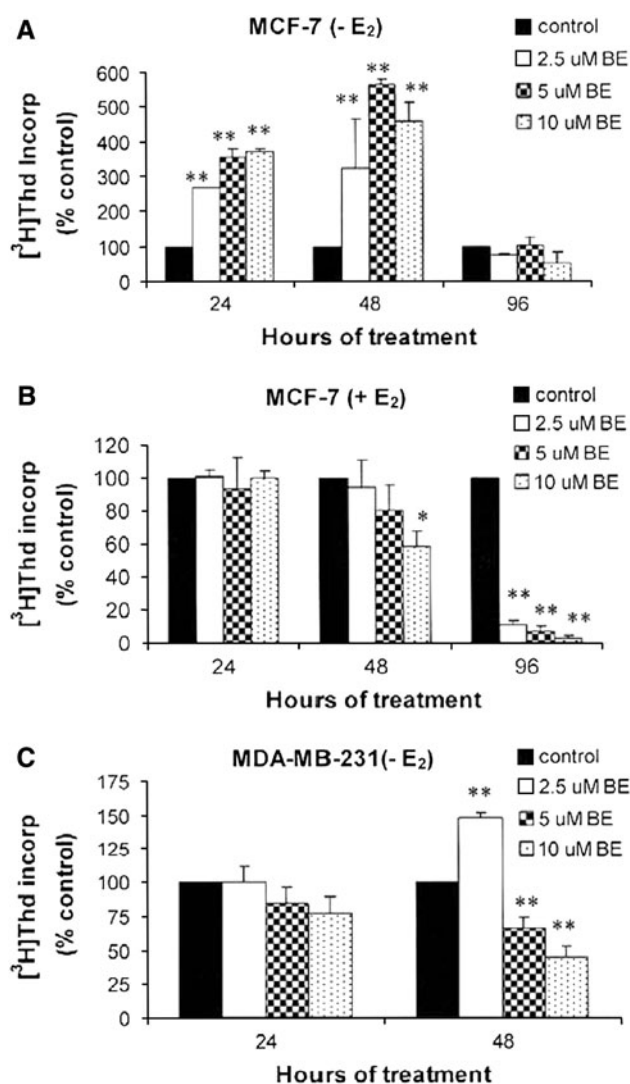 A
MCF-7 (- E₂)
control
2.5 uM BE
5 uM BE
10 uM BE
[³H]Thd Incorp
(% control)
600
500
400
300
200
100
0
**
**
**
**
**
**
24
48
96
Hours of treatment
B
MCF-7 (+ E₂)
control
2.5 uM BE
5 uM BE
10 uM BE
[³H]Thd incorp
(% control)
120
100
80
60
40
20
0
*
**
**
**
24
48
96
Hours of treatment
C
MDA-MB-231(- E₂)
control
2.5 uM BE
5 uM BE
10 uM BE
[³H]Thd incorp
(% control)
175
150
125
100
75
50
25
0
**
**
**
24
48
Hours of treatment